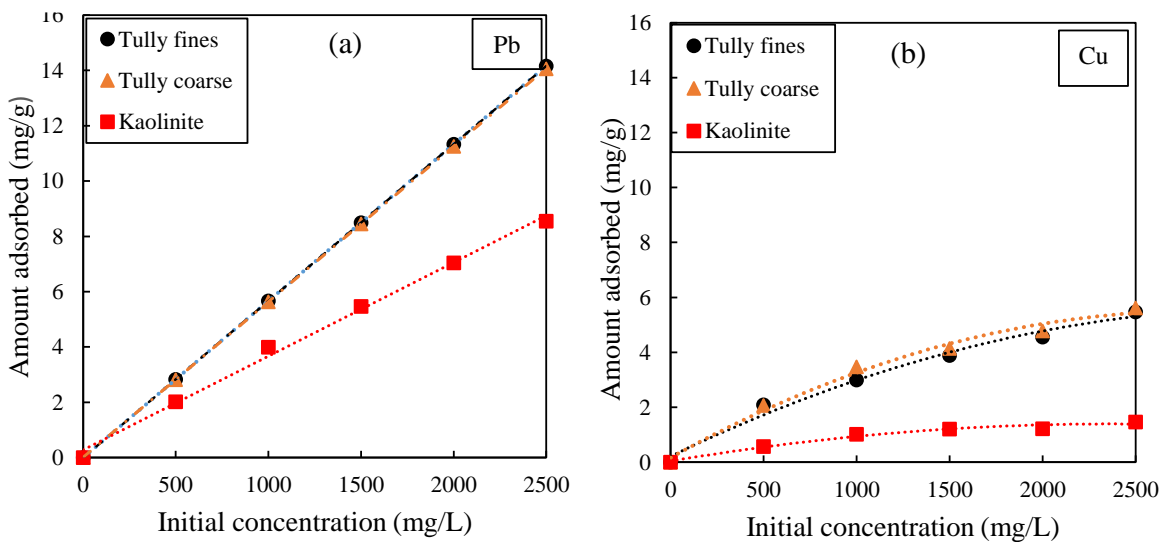 16
14
12
10
8
6
4
2
0
Amount adsorbed (mg/g)
Tully fines
Tully coarse
Kaolinite
(a)
Pb
0 500 1000 1500 2000 2500
Initial concentration (mg/L)
16
14
12
10
8
6
4
2
0
Amount adsorbed (mg/g)
Tully fines
Tully coarse
Kaolinite
(b)
Cu
0 500 1000 1500 2000 2500
Initial concentration (mg/L)